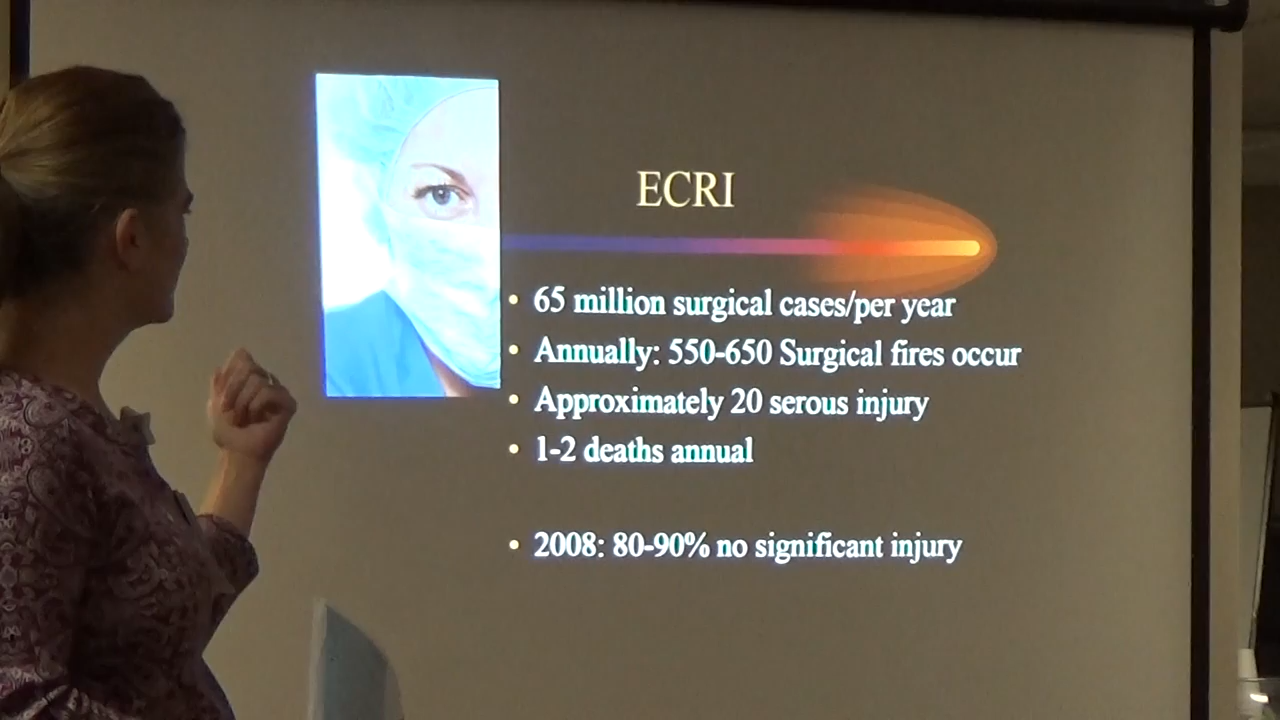 ECRI
• 65 million surgical cases/per year
• Annually: 550-650 Surgical fires occur
• Approximately 20 serous injury
• 1-2 deaths annual
• 2008: 80-90% no significant injury